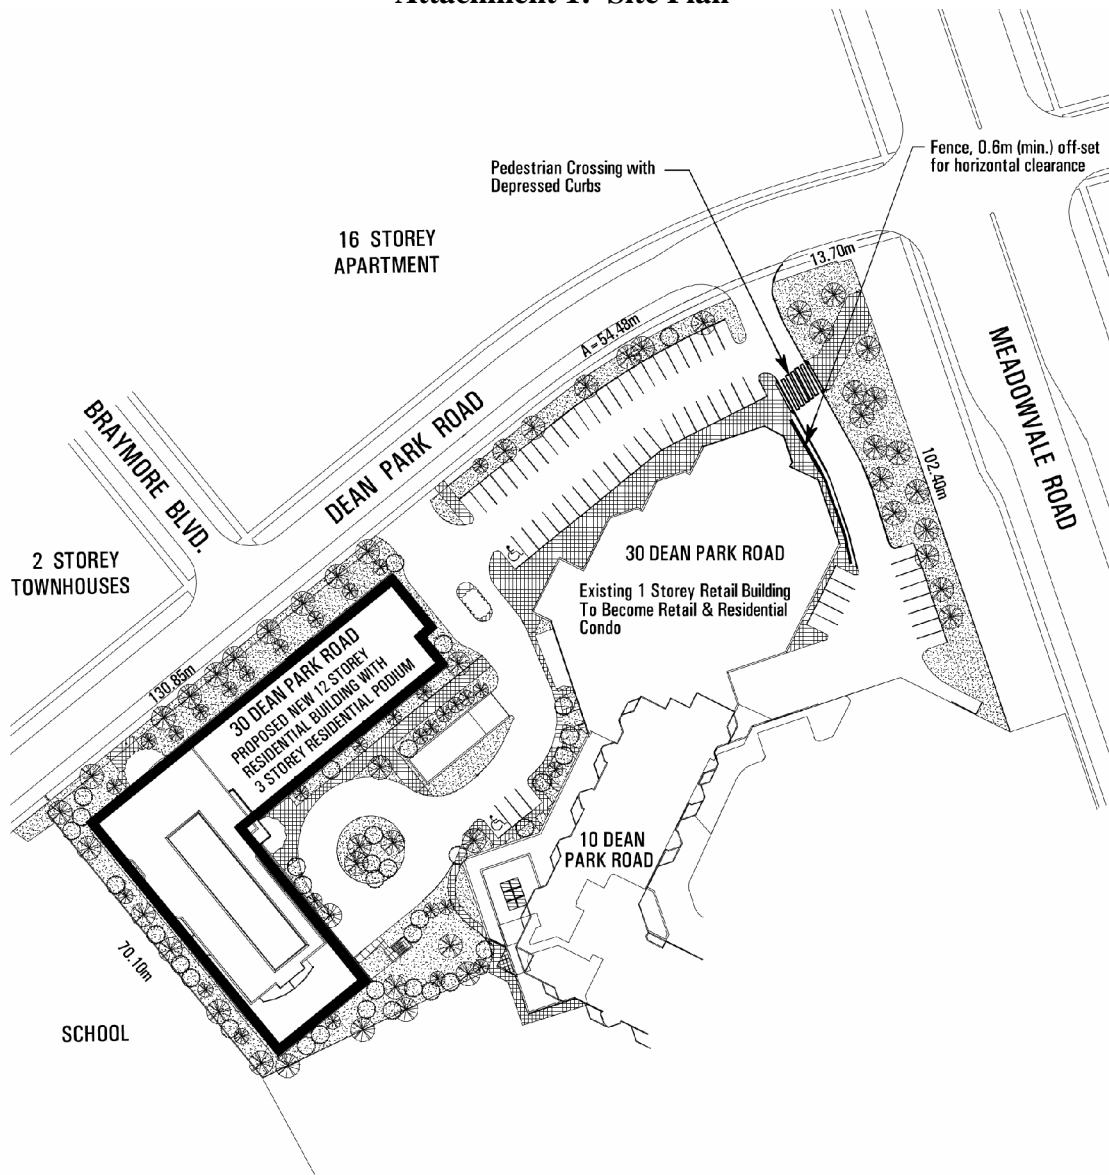 Attachment 1: Site Plan
Fence, 0.6m (min.) off-set
for horizontal clearance
Pedestrian Crossing with
Depressed Curbs
16 STOREY
APARTMENT
13.70m
A = 54.48m
MEADOWVALE ROAD
BRAYMORE BLVD.
DEAN PARK ROAD
102.40m
2 STOREY
TOWNHOUSES
30 DEAN PARK ROAD
Existing 1 Storey Retail Building
To Become Retail & Residential
Condo
130.85m
30 DEAN PARK ROAD
PROPOSED NEW 12 STOREY
RESIDENTIAL BUILDING WITH
3 STOREY RESIDENTIAL PODIUM
10 DEAN
PARK ROAD
70.10m
SCHOOL